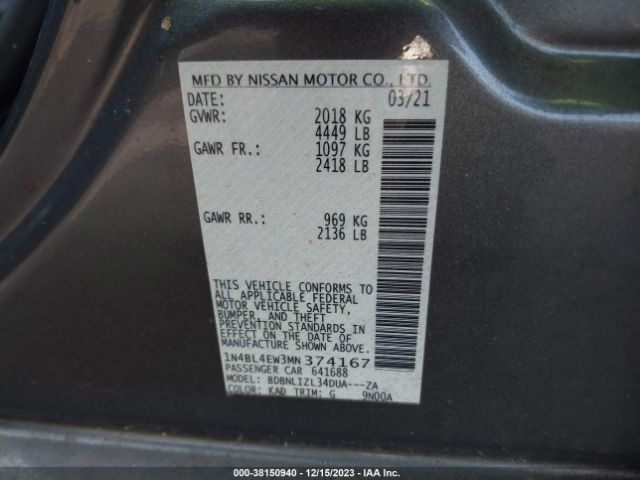 MFD BY NISSAN MOTOR CO., LTD.
DATE: 03/21
GVWR: 2018 KG
4449 LB
GAWR FR.: 1097 KG
2418 LB
GAWR RR.: 969 KG
2136 LB
THIS VEHICLE CONFORMS TO
ALL APPLICABLE FEDERAL
MOTOR VEHICLE SAFETY,
BUMPER, AND THEFT
PREVENTION STANDARDS IN
EFFECT ON THE DATE OF
MANUFACTURE SHOWN ABOVE.
1N4BL4EW3MN374167
PASSENGER CAR 641688
MODEL: BDBNLIZL34DUA---ZA
COLOR: KAD TRIM: G 9N00A
000-38150940 - 12/15/2023 - IAAI.COM